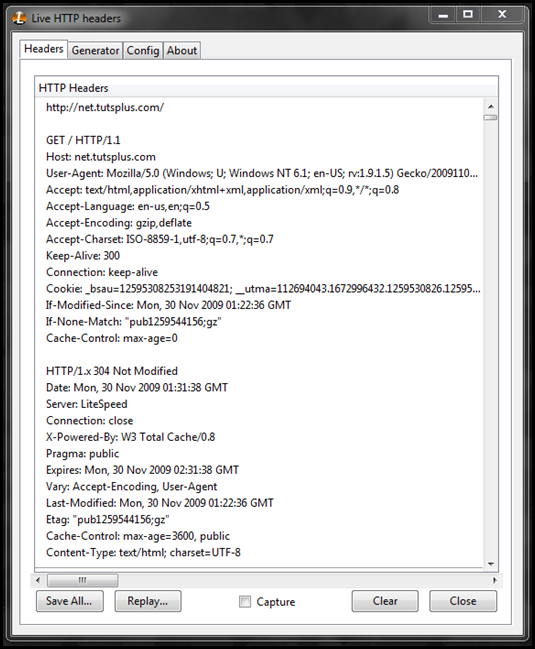 Live HTTP headers
Headers Generator Config About
HTTP Headers
http://net.tutsplus.com/
GET / HTTP/1.1
Host: net.tutsplus.com
User-Agent: Mozilla/5.0 (Windows; U; Windows NT 6.1; en-US; rv:1.9.1.5) Gecko/2009110...
Accept: text/html,application/xhtml+xml,application/xml;q=0.9,*/*;q=0.8
Accept-Language: en-us,en;q=0.5
Accept-Encoding: gzip,deflate
Accept-Charset: ISO-8859-1,utf-8;q=0.7,*;q=0.7
Keep-Alive: 300
Connection: keep-alive
Cookie: _bsau=12595308253191404821; __utma=112694043.1672996432.1259530826.12595...
If-Modified-Since: Mon, 30 Nov 2009 01:22:36 GMT
If-None-Match: "pub1259544156;gz"
Cache-Control: max-age=0
HTTP/1.x 304 Not Modified
Date: Mon, 30 Nov 2009 01:31:38 GMT
Server: LiteSpeed
Connection: close
X-Powered-By: W3 Total Cache/0.8
Pragma: public
Expires: Mon, 30 Nov 2009 02:31:38 GMT
Vary: Accept-Encoding, User-Agent
Last-Modified: Mon, 30 Nov 2009 01:22:36 GMT
Etag: "pub1259544156;gz"
Cache-Control: max-age=3600, public
Content-Type: text/html; charset=UTF-8
Save All... Replay... Capture Clear Close